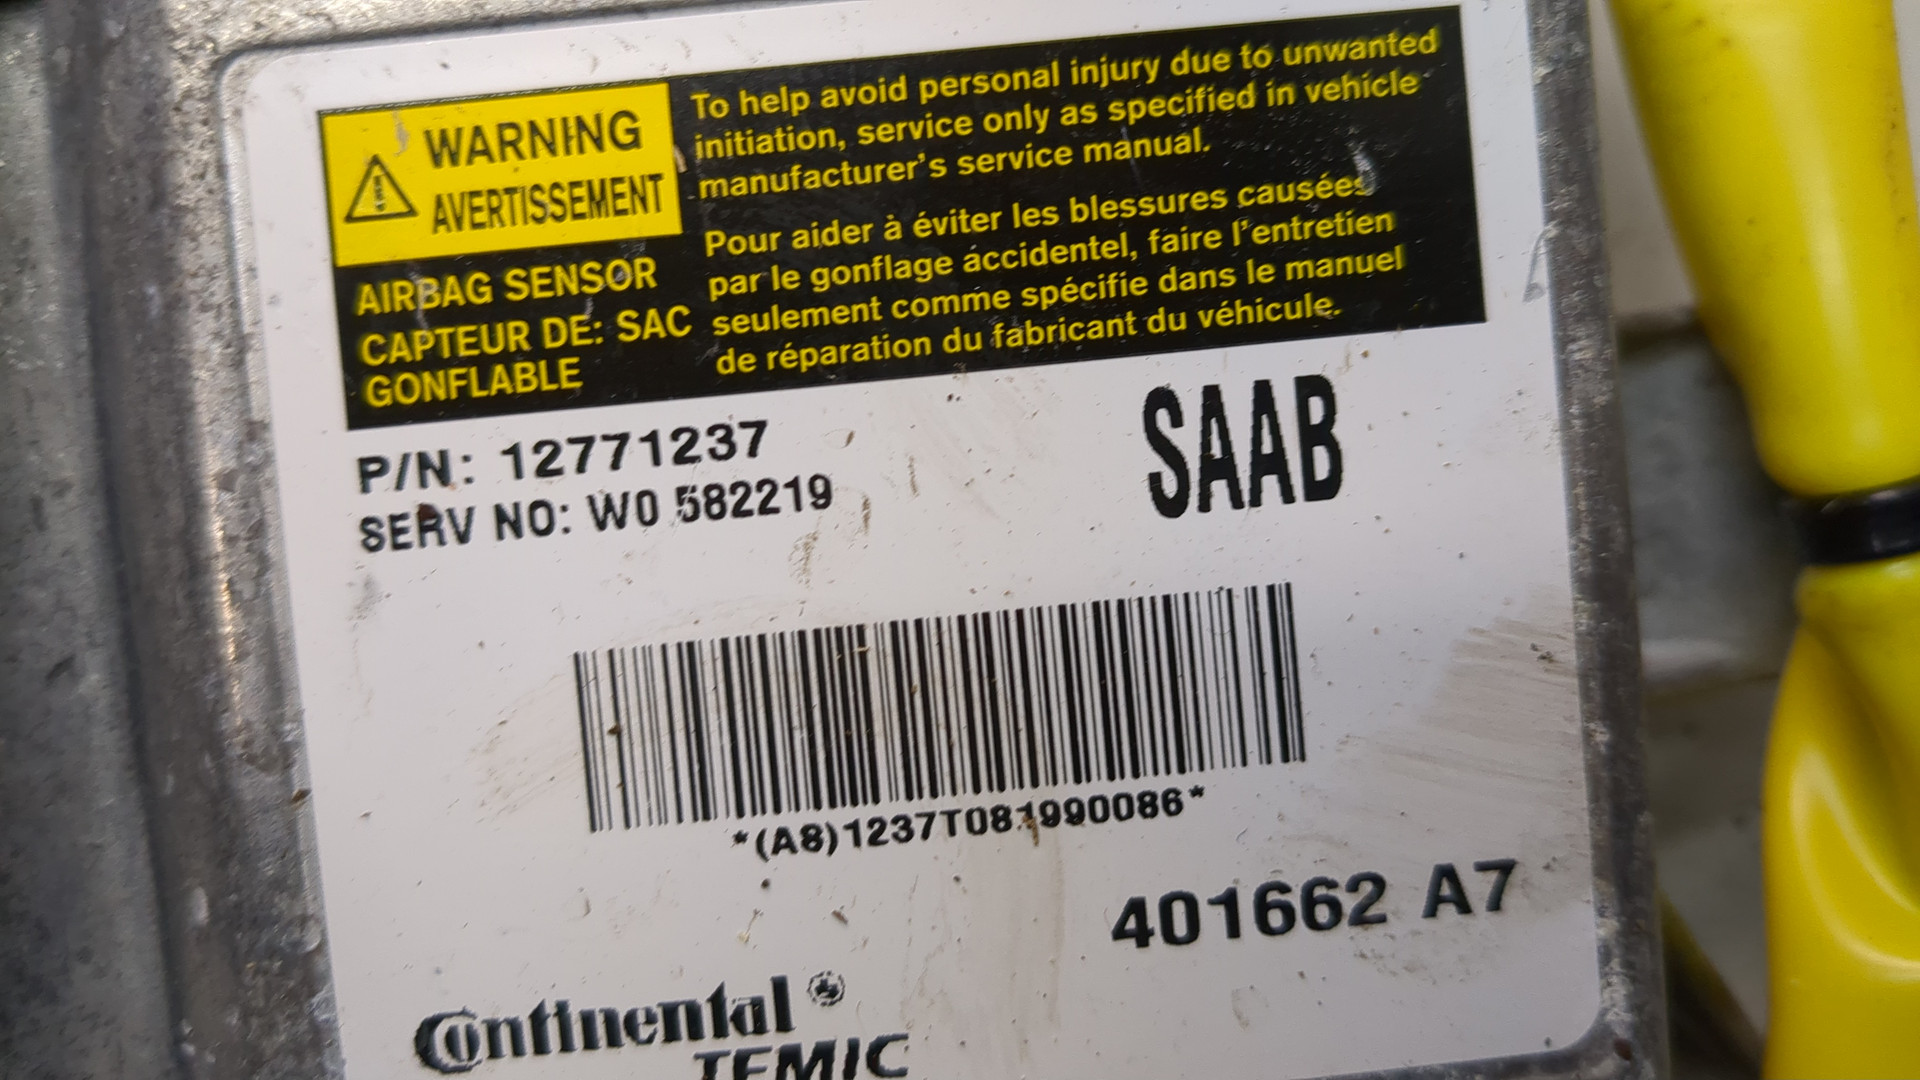 WARNING
AVERTISSEMENT
AIRBAG SENSOR
CAPTEUR DE: SAC
GONFLABLE
To help avoid personal injury due to unwanted
initiation, service only as specified in vehicle
manufacturer's service manual.
Pour aider à éviter les blessures causées
par le gonflage accidentel, faire l'entretien
seulement comme spécifie dans le manuel
de réparation du fabricant du véhicule.
P/N: 12771237
SERV NO: W0 582219
SAAB
*(A8)1237T081990086*
401662 A7
Continental
TEMIC